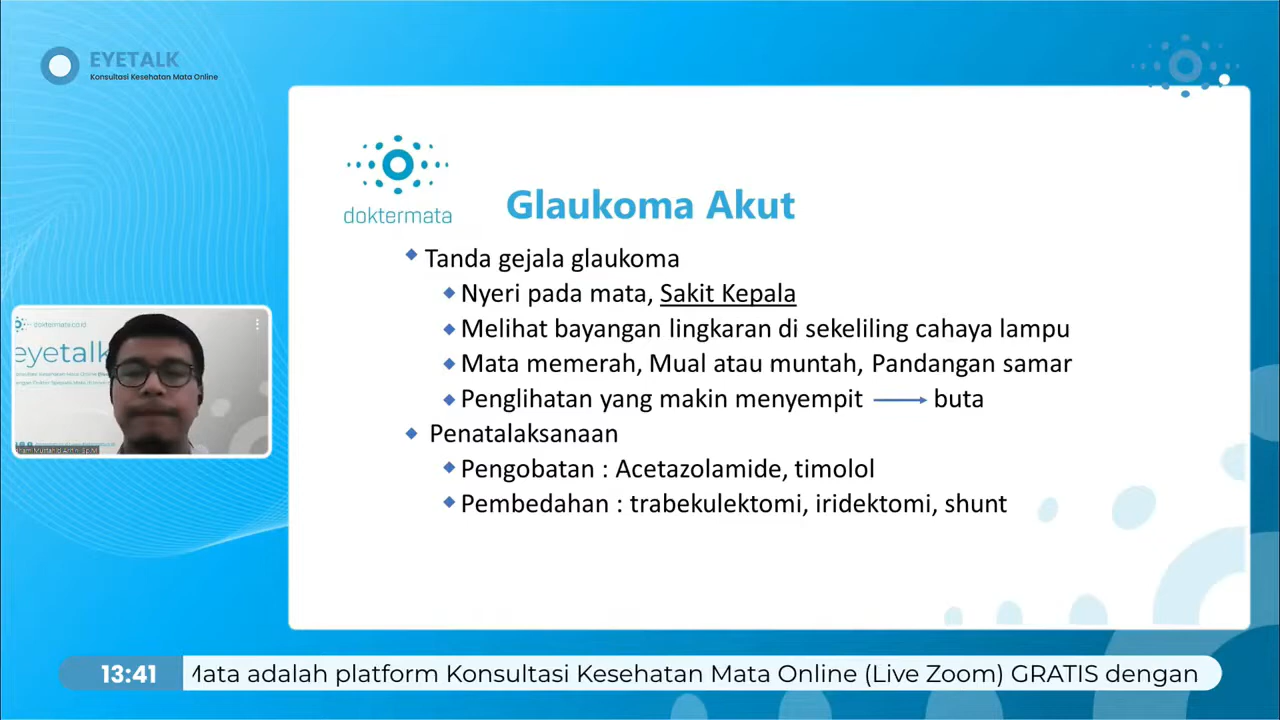 EYETALK
Konsultasi Kesehatan Mata Online
doktermata
Glaukoma Akut
Tanda gejala glaukoma
Nyeri pada mata, Sakit Kepala
Melihat bayangan lingkaran di sekeliling cahaya lampu
Mata memerah, Mual atau muntah, Pandangan samar
Penglihatan yang makin menyempit buta
Penatalaksanaan
Pengobatan : Acetazolamide, timolol
Pembedahan : trabekulektomi, iridektomi, shunt
doktermata.co.id
eyetalk
13:41
Mata adalah platform Konsultasi Kesehatan Mata Online (Live Zoom) GRATIS dengan